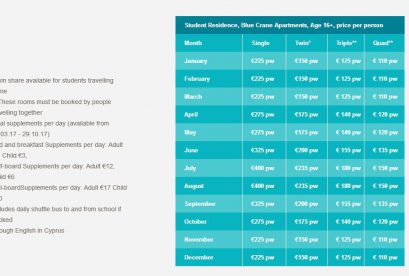 Student Residence, Blue Crane Apartments, Age 16+, price per person
Month Single Twin* Triple** Quad**
January €225 pw €150 pw € 125 pw € 110 pw
February €225 pw €150 pw € 125 pw € 110 pw
March €225 pw €150 pw € 125 pw € 110 pw
April €275 pw €175 pw € 140 pw € 120 pw
May €275 pw €175 pw € 140 pw € 120 pw
June €325 pw €200 pw € 155 pw € 135 pw
July €400 pw €235 pw € 180 pw € 150 pw
August €400 pw €235 pw € 180 pw € 150 pw
September €325 pw €200 pw € 155 pw € 135 pw
October €275 pw €175 pw € 140 pw € 120 pw
November €225 pw €150 pw € 125 pw € 110 pw
December €225 pw €150 pw € 125 pw € 110 pw
in share available for students travelling
ne
These rooms must be booked by people
velling together
al supplements per day (available from
03.17 - 29.10.17)
d and breakfast Supplements per day: Adult
Child €3,
f-board Supplements per day: Adult €12,
ild €6
l-boardSupplements per day: Adult €17 Child
0
ludes daily shuttle bus to and from school if
oked
ough English in Cyprus